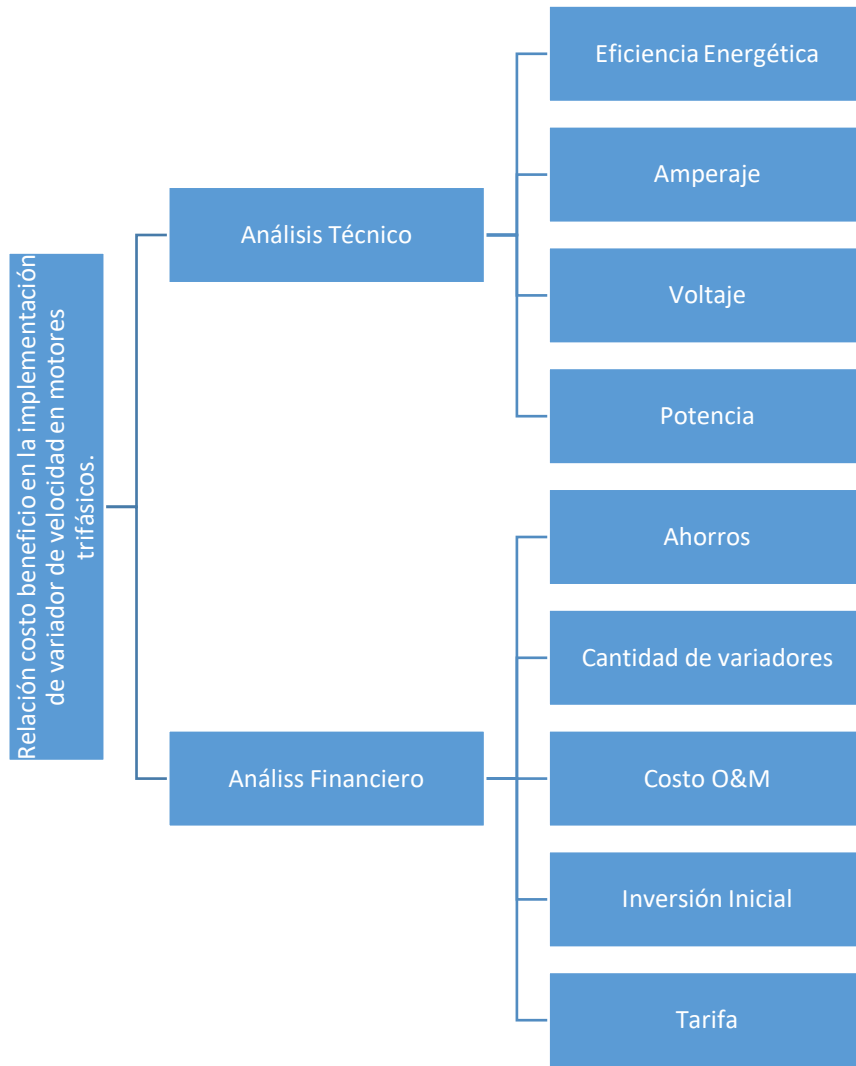 Relación costo beneficio en la implementación
de variador de velocidad en motores
trifásicos.
Análisis Técnico
Eficiencia Energética
Amperaje
Voltaje
Potencia
Análiss Financiero
Ahorros
Cantidad de variadores
Costo O&M
Inversión Inicial
Tarifa